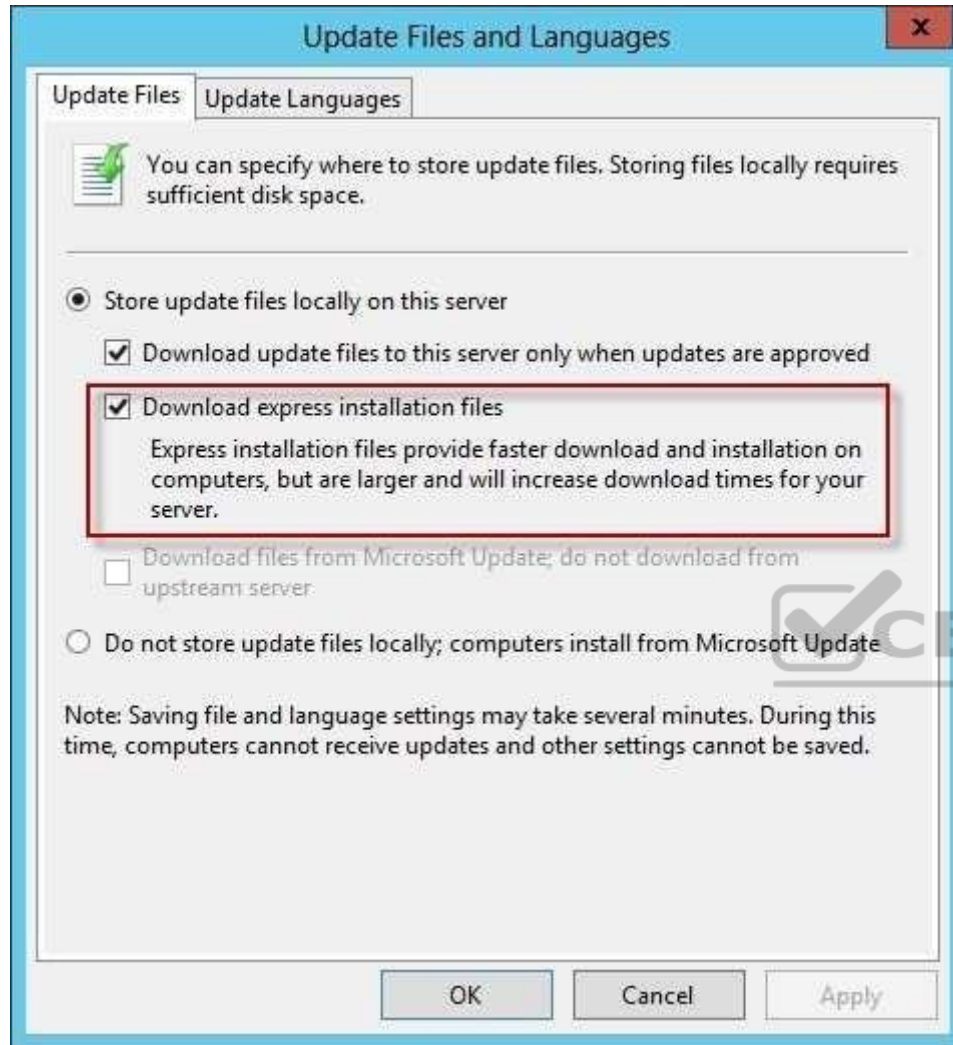 Update Files and Languages
x
Update Files
Update Languages
You can specify where to store update files. Storing files locally requires
sufficient disk space.
Store update files locally on this server
Download update files to this server only when updates are approved
Download express installation files
Express installation files provide faster download and installation on
computers, but are larger and will increase download times for your
server.
Download files from Microsoft Update; do not download from
upstream server
Do not store update files locally; computers install from Microsoft Update
Note: Saving file and language settings may take several minutes. During this
time, computers cannot receive updates and other settings cannot be saved.
OK
Cancel
Apply